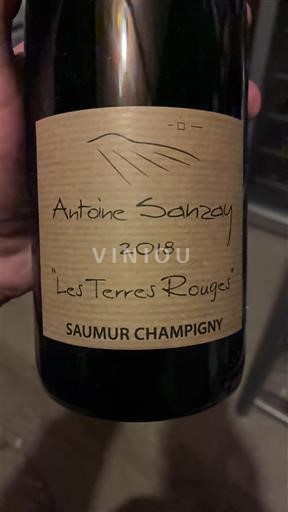 Antoine Sanzay
2018
VINIOU
"Les Terres Rouges"
SAUMUR CHAMPIGNY